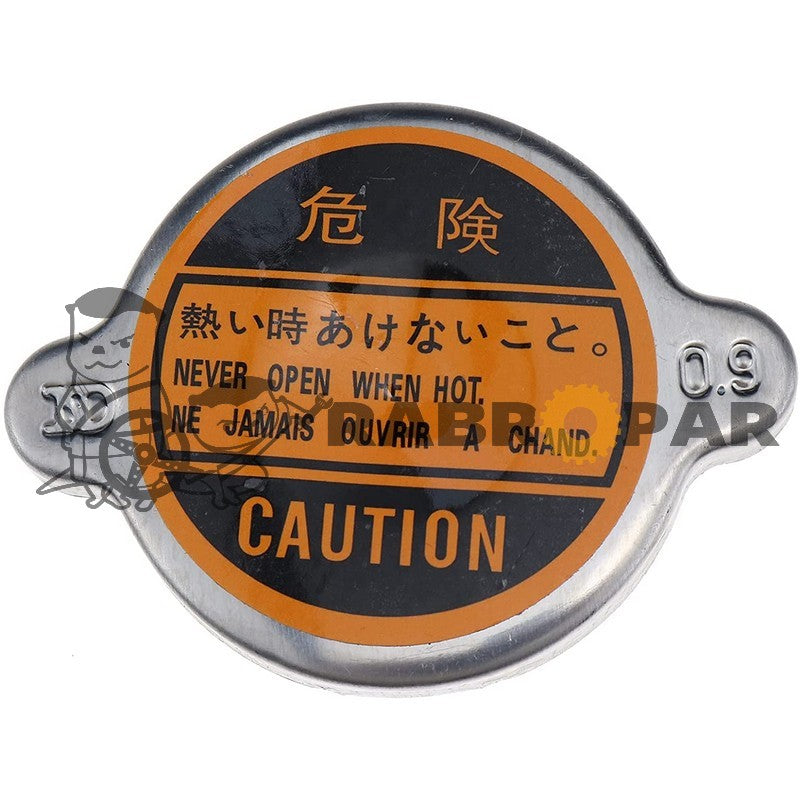 危険
熱い時あけないこと。
NEVER OPEN WHEN HOT.
NE JAMAIS OUVRIR A CHAND.
CAUTION
0.9
DABROPAR